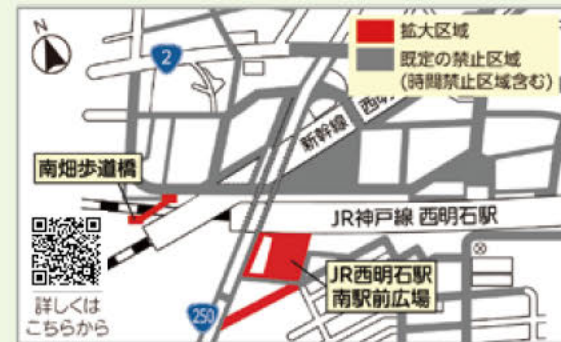 N
2
拡大区域
既定の禁止区域
(時間禁止区域含む)
新幹線
南畑歩道橋
JR神戸線 西明石駅
JR西明石駅
南駅前広場
詳しくは
こちらから
250